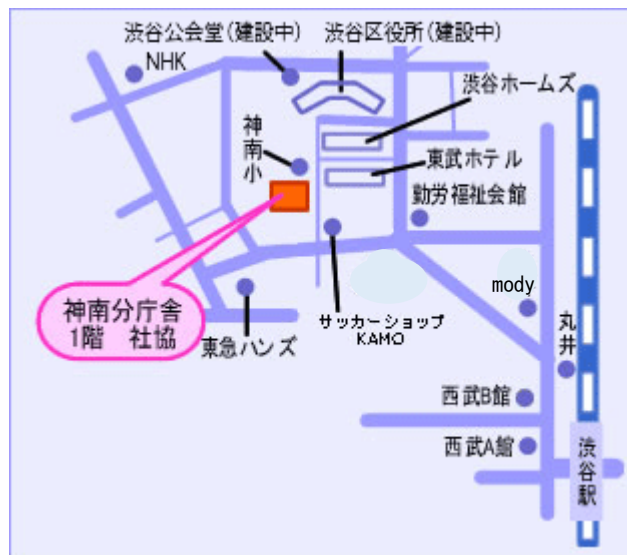 渋谷公会堂(建設中)
渋谷区役所(建設中)
NHK
渋谷ホームズ
神南小
東武ホテル
勤労福祉会館
神南分庁舎
1階 社協
mody
東急ハンズ
サッカーショップ
KAMO
丸井
西武B館
西武A館
渋谷駅